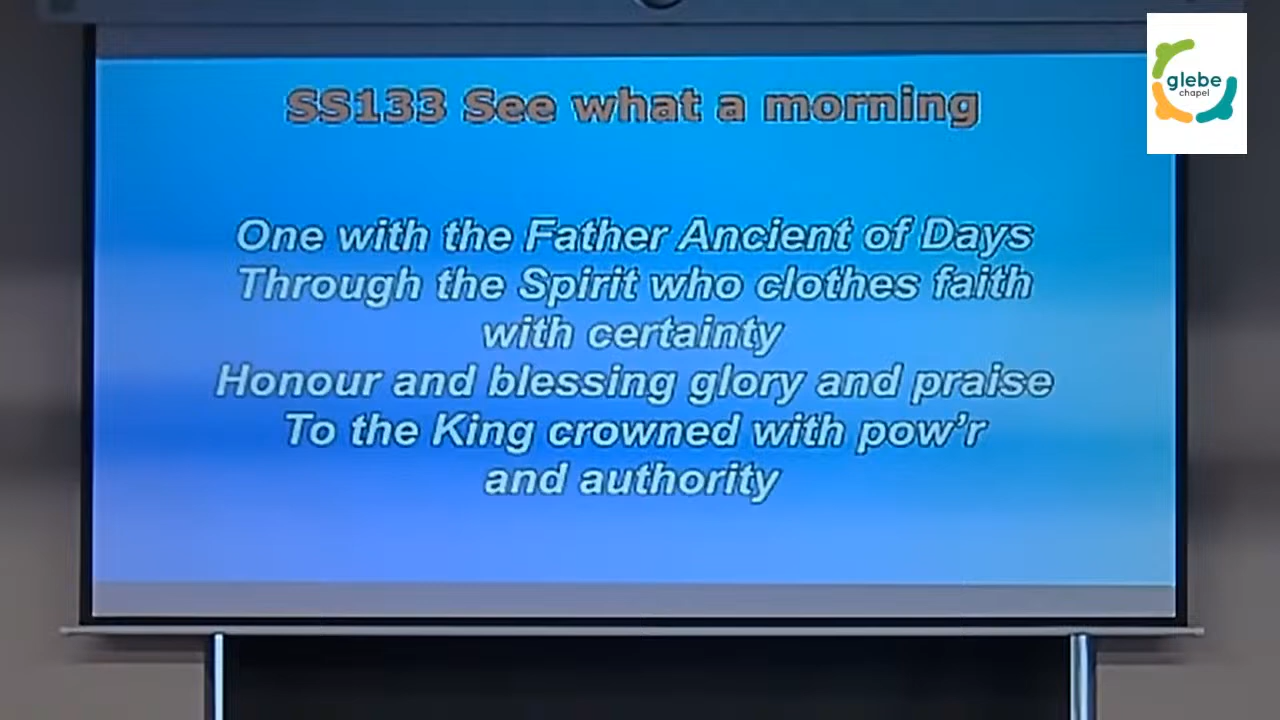 SS133 See what a morning
One with the Father Ancient of Days
Through the Spirit who clothes faith
with certainty
Honour and blessing glory and praise
To the King crowned with pow’r
and authority
glebe
chapel